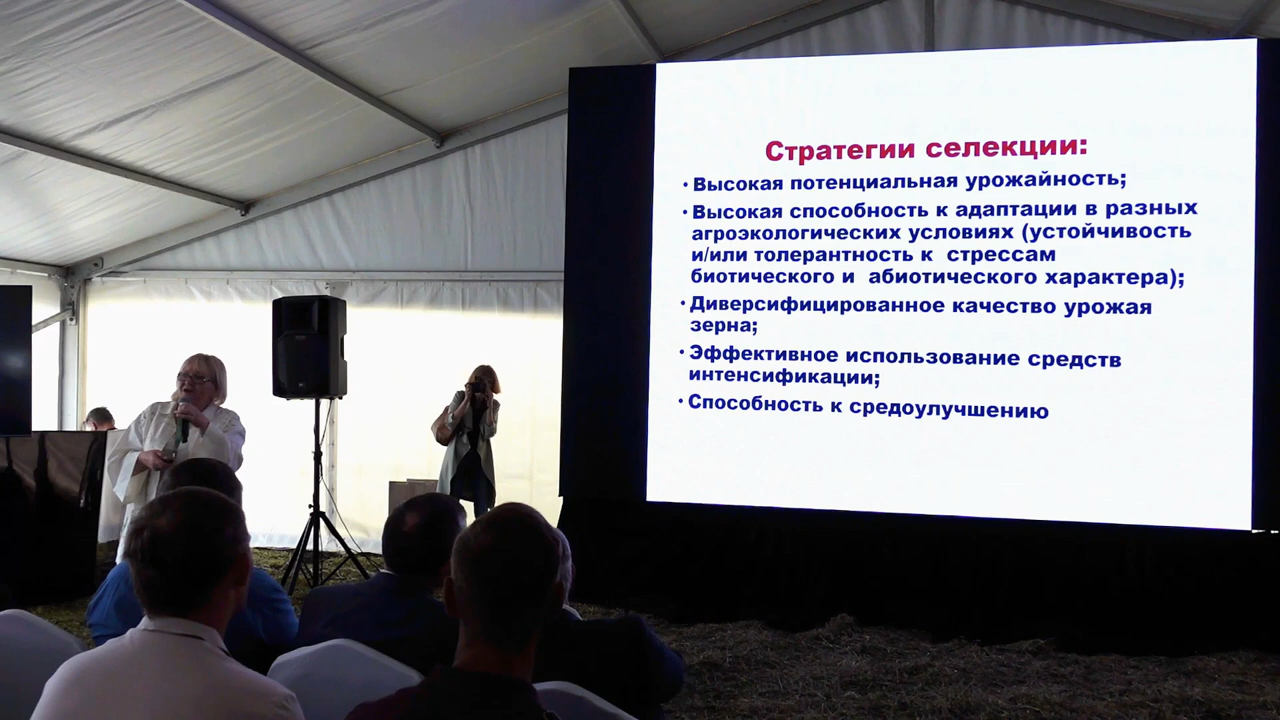 Стратегии селекции:
• Высокая потенциальная урожайность;
• Высокая способность к адаптации в разных
агроэкологических условиях (устойчивость
и/или толерантность к стрессам
биотического и абиотического характера);
• Диверсифицированное качество урожая
зерна;
• Эффективное использование средств
интенсификации;
• Способность к средоулучшению